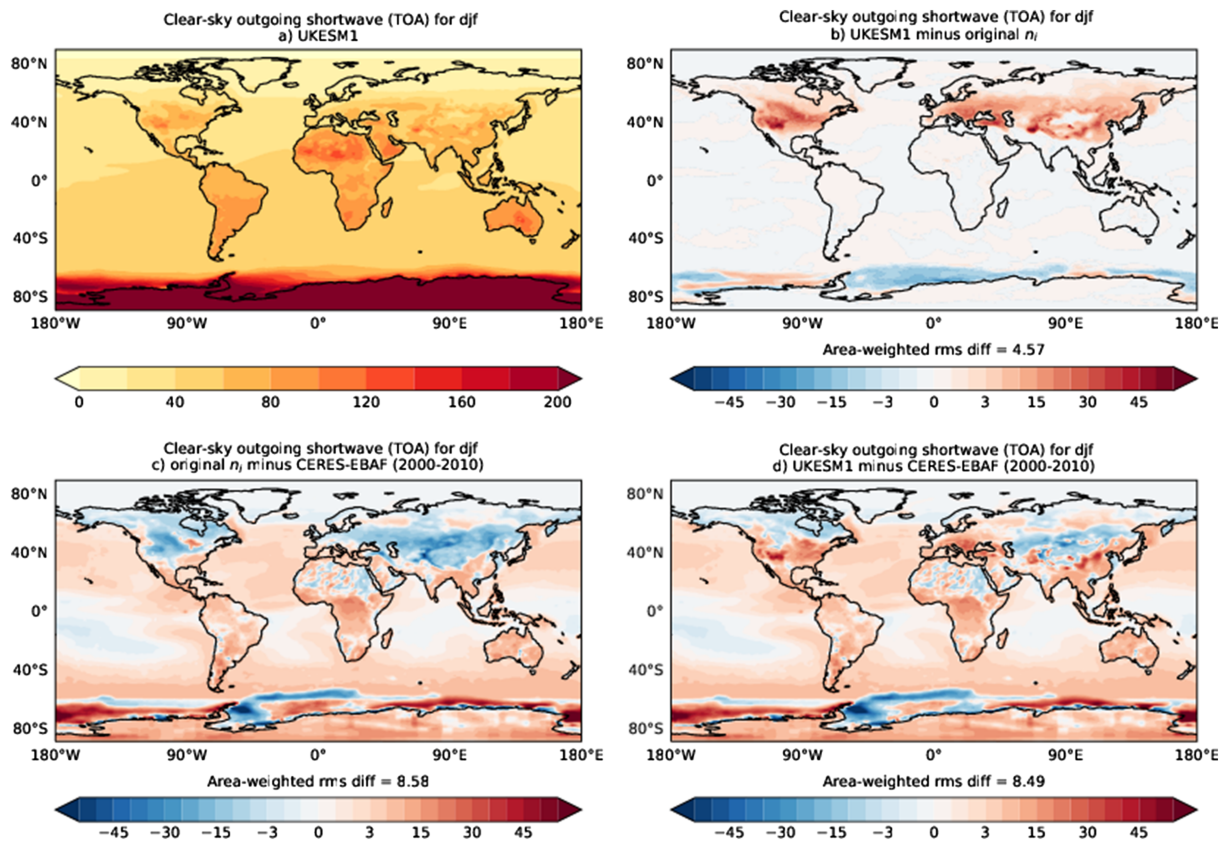 Clear-sky outgoing shortwave (TOA) for djf
a) UKESM1
80°N
40°N
0°
40°S
80°S
180°W 90°W 0° 90°E 180°E
0 40 80 120 160 200
Clear-sky outgoing shortwave (TOA) for djf
b) UKESM1 minus original nᵢ
80°N
40°N
0°
40°S
80°S
180°W 90°W 0° 90°E 180°E
Area-weighted rms diff = 4.57
−45 −30 −15 −3 0 3 15 30 45
Clear-sky outgoing shortwave (TOA) for djf
c) original nᵢ minus CERES-EBAF (2000-2010)
80°N
40°N
0°
40°S
80°S
180°W 90°W 0° 90°E 180°E
Area-weighted rms diff = 8.58
−45 −30 −15 −3 0 3 15 30 45
Clear-sky outgoing shortwave (TOA) for djf
d) UKESM1 minus CERES-EBAF (2000-2010)
80°N
40°N
0°
40°S
80°S
180°W 90°W 0° 90°E 180°E
Area-weighted rms diff = 8.49
−45 −30 −15 −3 0 3 15 30 45